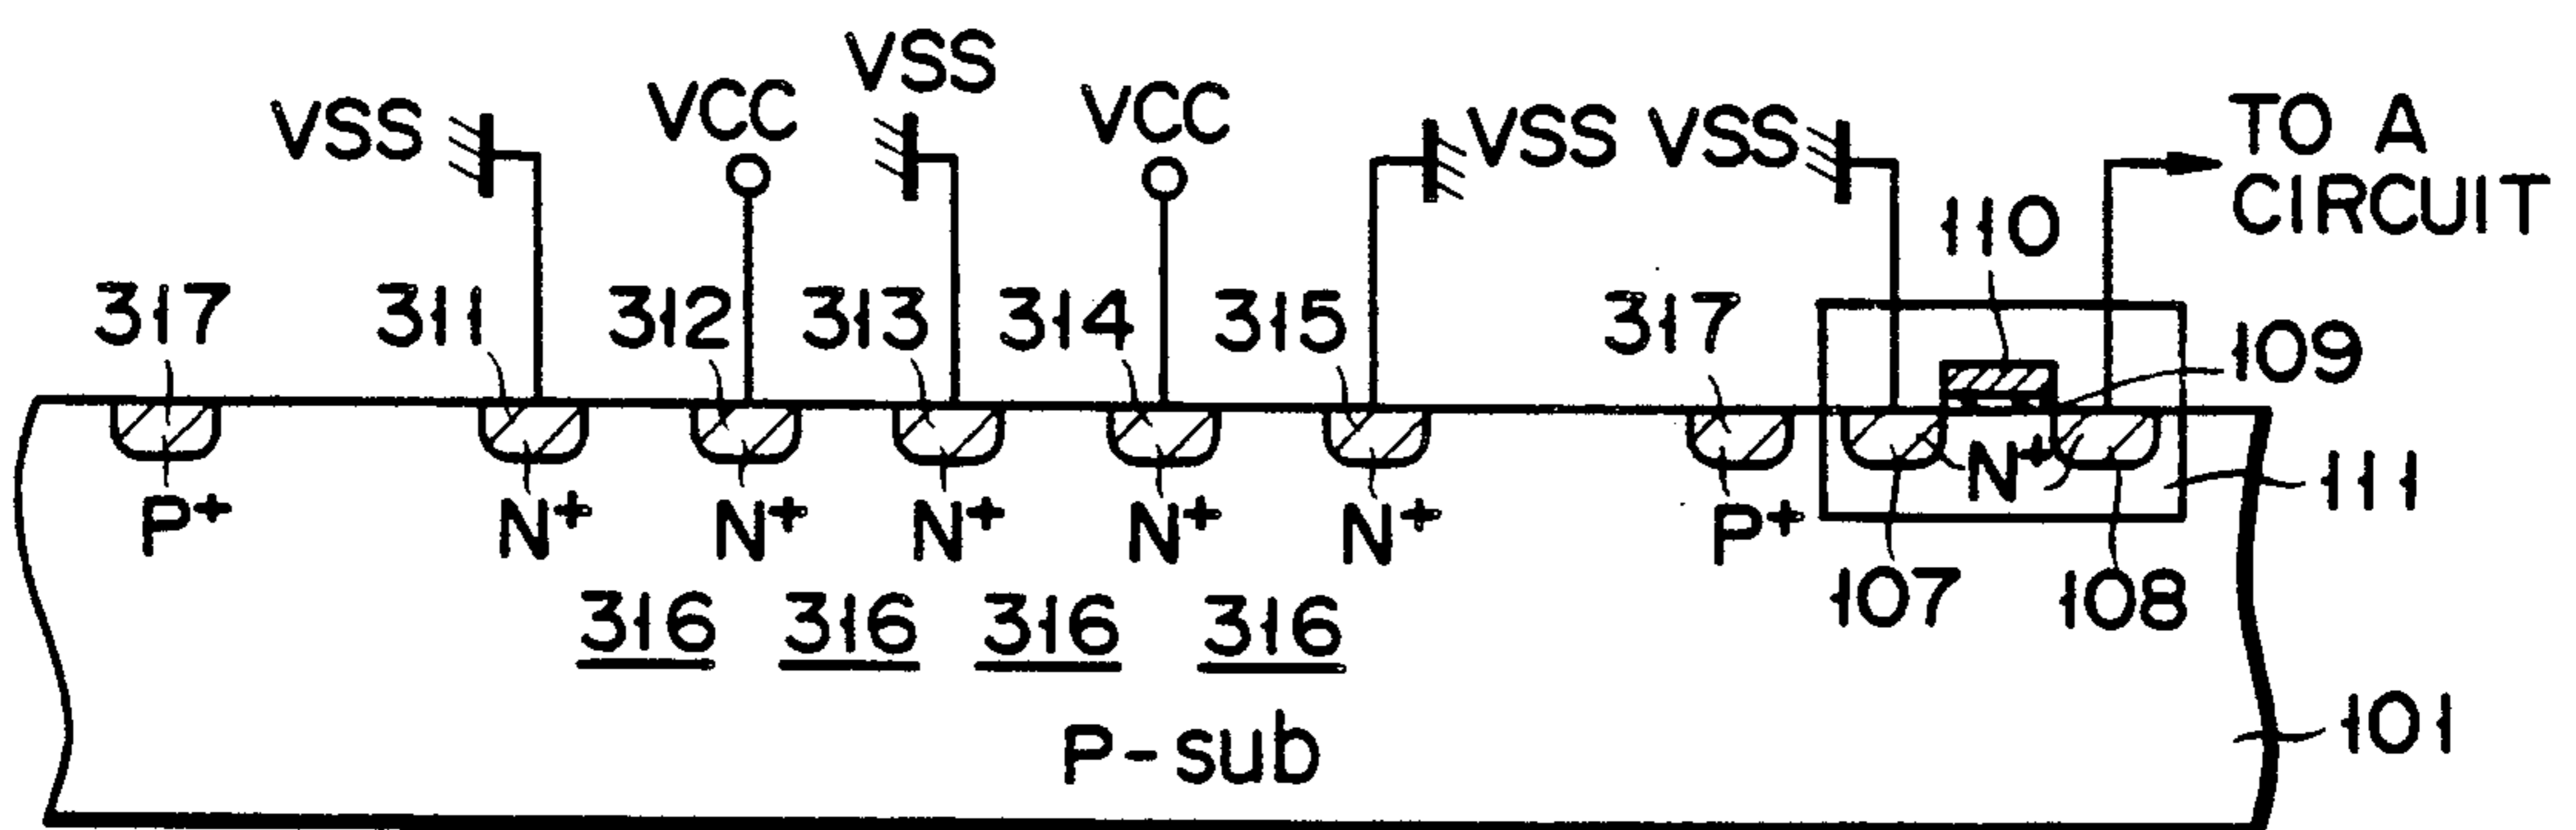 VSS VCC VSS VCC VSS VSS TO A
CIRCUIT
110
317 311 312 313 314 315 317 109
P+ N+ N+ N+ N+ N+ P+ N+ 111
316 316 316 316 107 108
P-sub 101